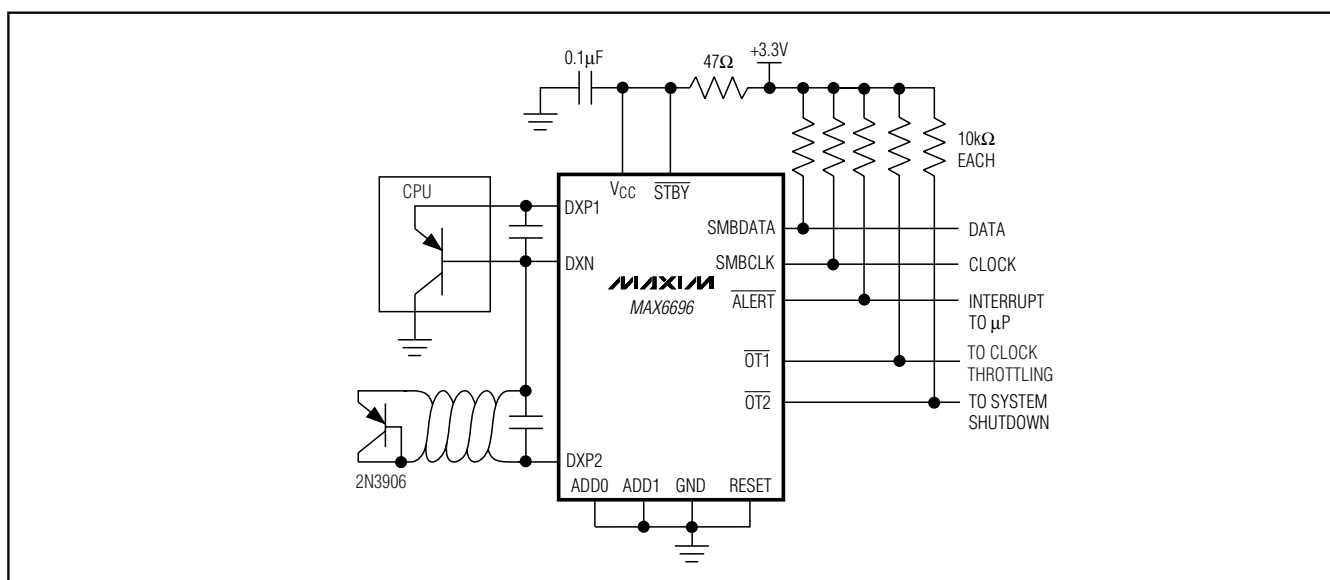 +3.3V
0.1μF
47Ω
10kΩ
EACH
CPU
VCC
STBY
DXP1
SMBDATA
DATA
DXN
SMBCLK
CLOCK
MAXIM
MAX6696
ALERT
INTERRUPT
TO μP
OT1
TO CLOCK
THROTTLING
OT2
TO SYSTEM
SHUTDOWN
DXP2
2N3906
ADD0
ADD1
GND
RESET